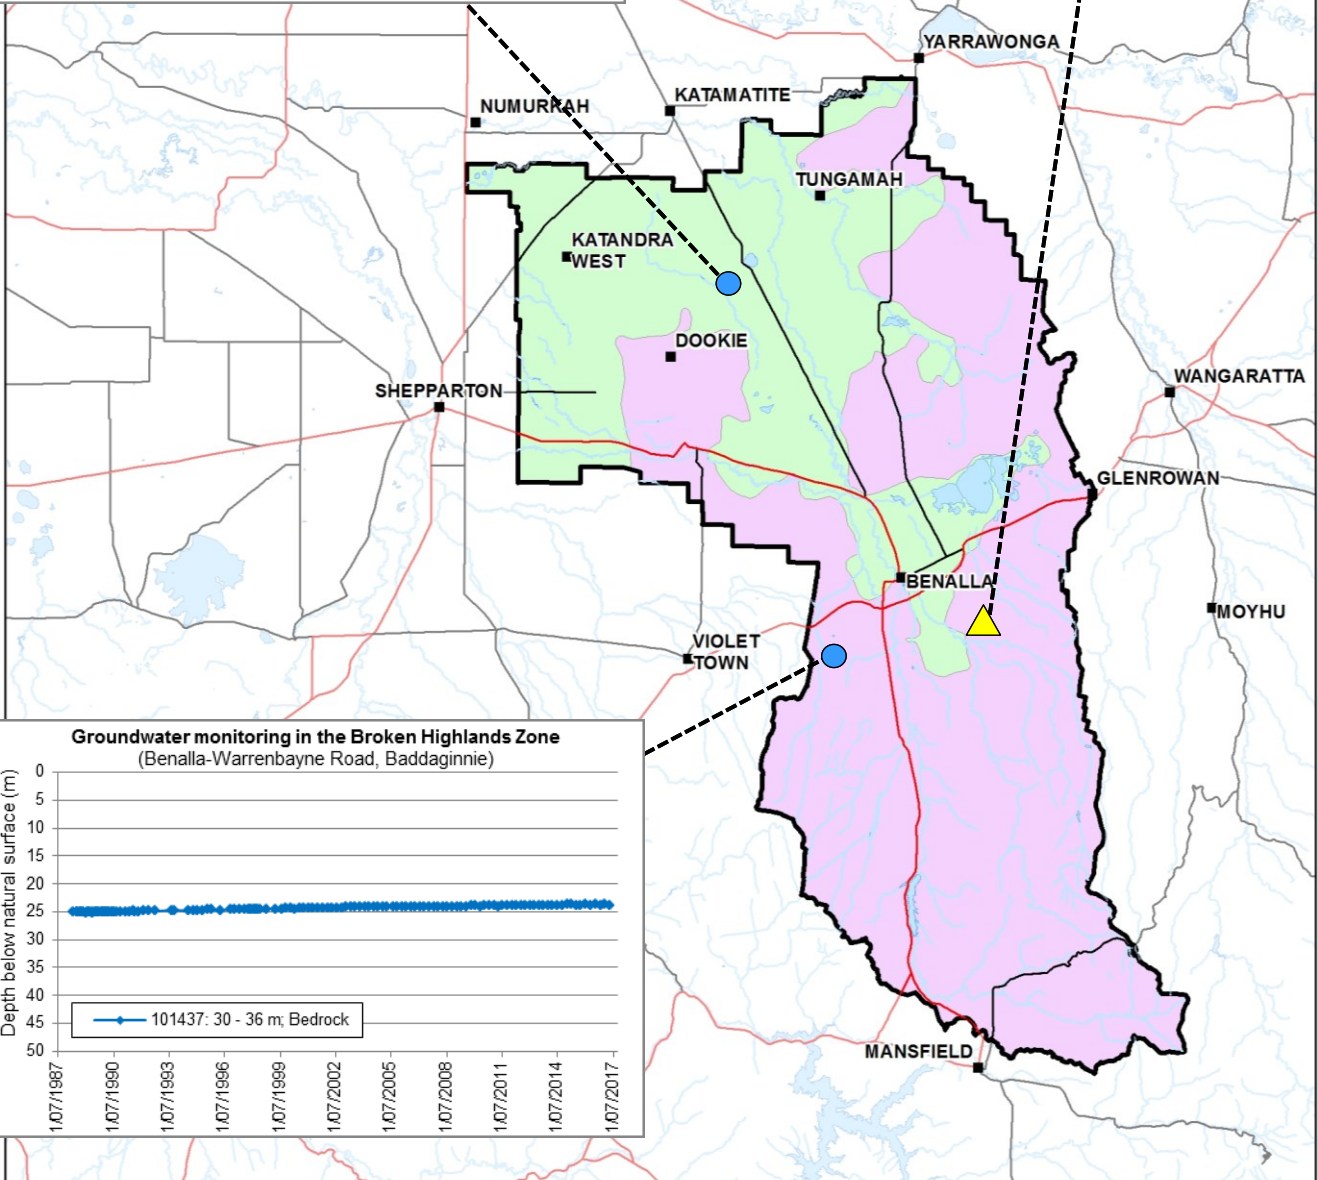 YARRAWONGA
KATAMATITE
NUMURKAH
TUNGAMAH
KATANDRA
WEST
DOOKIE
SHEPPARTON
WANGARATTA
GLENROWAN
BENALLA
MOYHU
VIOLET
TOWN
MANSFIELD
Groundwater monitoring in the Broken Highlands Zone
(Benalla-Warrenbayne Road, Baddaginnie)
Depth below natural surface (m)
0
5
10
15
20
25
30
35
40
45
50
101437: 30 - 36 m; Bedrock
1/07/1987
1/07/1990
1/07/1993
1/07/1996
1/07/1999
1/07/2002
1/07/2005
1/07/2008
1/07/2011
1/07/2014
1/07/2017